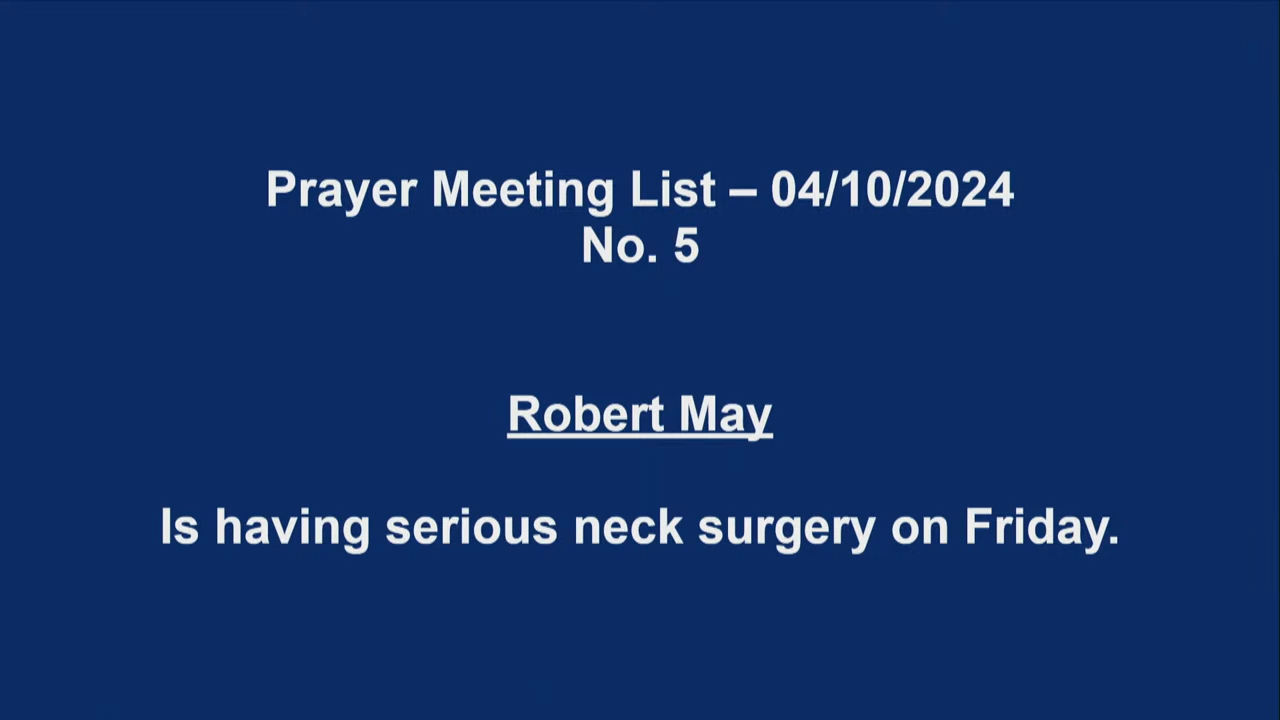 Prayer Meeting List – 04/10/2024
No. 5
Robert May
Is having serious neck surgery on Friday.